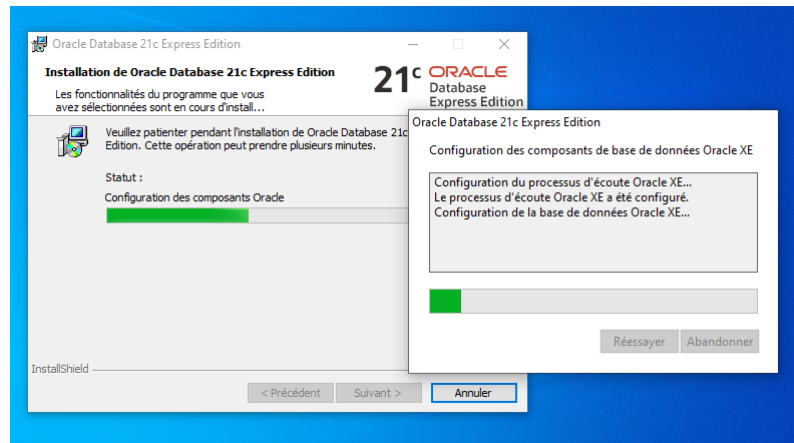 Oracle Database 21c Express Edition
Installation de Oracle Database 21c Express Edition
Les fonctionnalités du programme que vous
avez sélectionnées sont en cours d'install...
21c ORACLE
Database
Express Edition
Veuillez patienter pendant l'installation de Oracle Database 21c
Edition. Cette opération peut prendre plusieurs minutes.
Statut :
Configuration des composants Oracle
InstallShield
< Précédent
Suivant >
Annuler
Oracle Database 21c Express Edition
Configuration des composants de base de données Oracle XE
Configuration du processus d'écoute Oracle XE...
Le processus d'écoute Oracle XE a été configuré.
Configuration de la base de données Oracle XE...
Réessayer
Abandonner